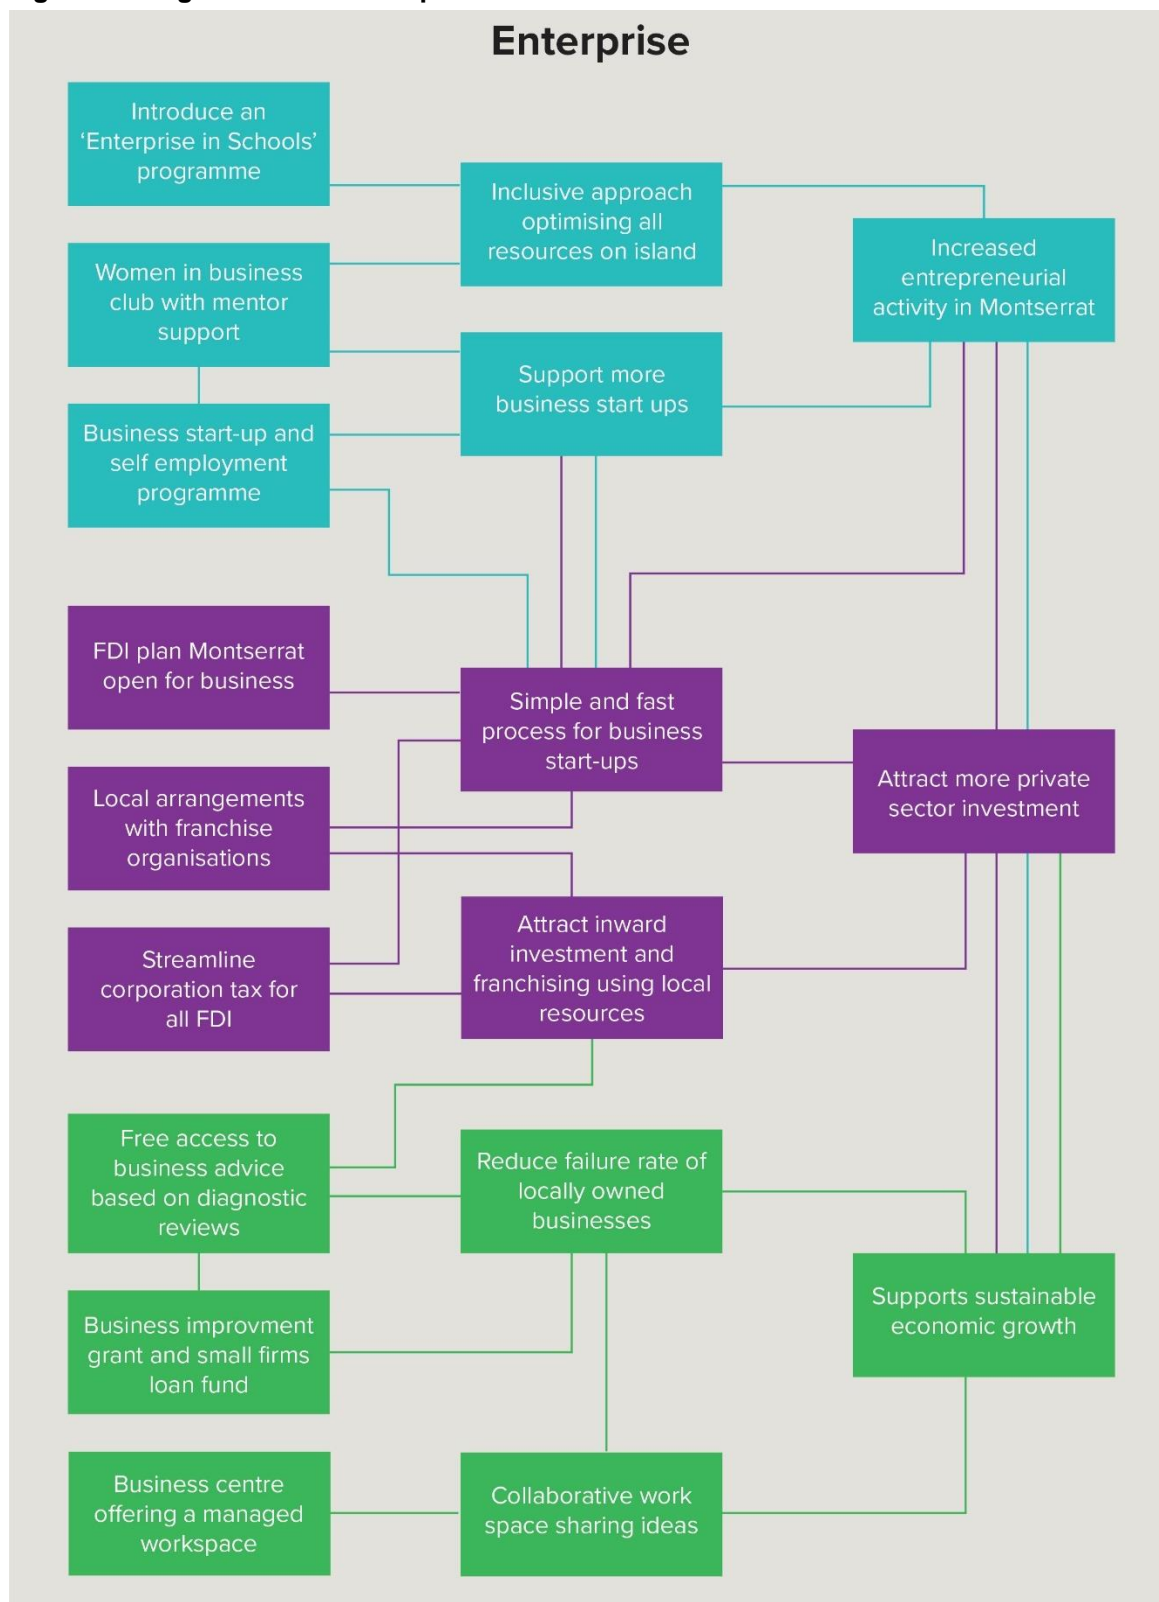 Enterprise
Introduce an
‘Enterprise in Schools’
programme
Inclusive approach
optimising all
resources on island
Increased
entrepreneurial
activity in Montserrat
Women in business
club with mentor
support
Support more
business start ups
Business start-up and
self employment
programme
FDI plan Montserrat
open for business
Simple and fast
process for business
start-ups
Attract more private
sector investment
Local arrangements
with franchise
organisations
Attract inward
investment and
franchising using local
resources
Streamline
corporation tax for
all FDI
Free access to
business advice
based on diagnostic
reviews
Reduce failure rate of
locally owned
businesses
Supports sustainable
economic growth
Business improvment
grant and small firms
loan fund
Business centre
offering a managed
workspace
Collaborative work
space sharing ideas